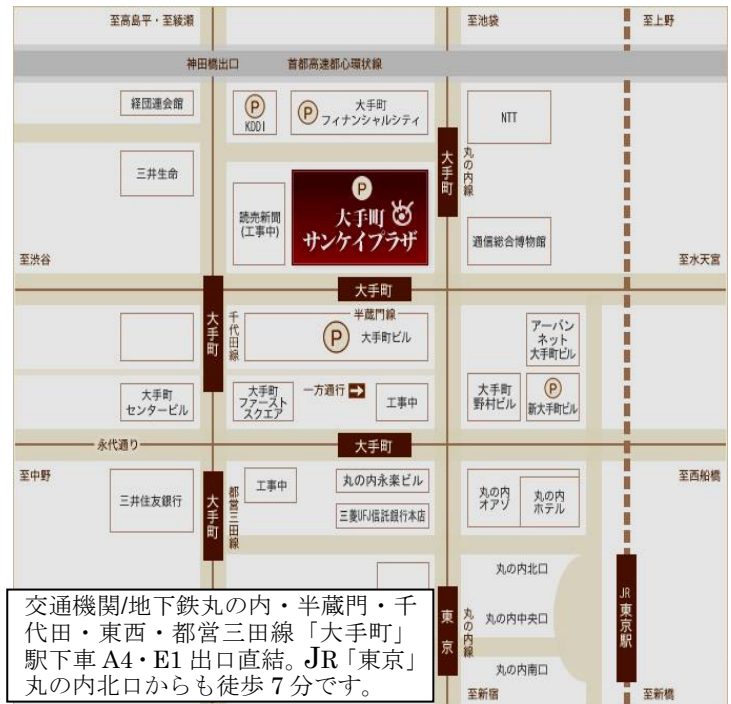 至高島平・至綾瀬
至池袋
至上野
神田橋出口
首都高速都心環状線
経団連会館
P
KDDI
P
大手町
フィナンシャルシティ
NTT
大手町
丸の内線
三井生命
読売新聞
(工事中)
P
大手町
サンケイプラザ
通信総合博物館
至渋谷
至水天宮
大手町
大手町
千代田線
半蔵門線
P
大手町ビル
アーバン
ネット
大手町ビル
大手町
センタービル
大手町
ファースト
スクエア
一方通行
工事中
大手町
野村ビル
P
新大手町ビル
永代通り
大手町
至中野
至西船橋
三井住友銀行
大手町
都営三田線
工事中
丸の内永楽ビル
三菱UFJ信託銀行本店
丸の内
オアゾ
丸の内
ホテル
丸の内北口
東京
丸の内線
丸の内中央口
JR東京駅
丸の内南口
至新宿
至新橋
交通機関/地下鉄丸の内・半蔵門・千
代田・東西・都営三田線「大手町」
駅下車 A4・E1 出口直結。JR「東京」
丸の内北口からも徒歩 7 分です。